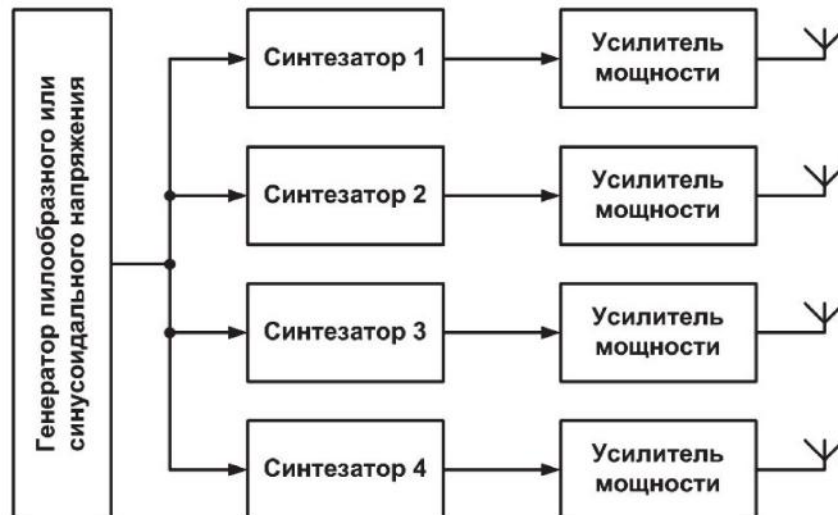 Генератор пилообразного или
синусоидального напряжения
Синтезатор 1
Усилитель
мощности
Синтезатор 2
Усилитель
мощности
Синтезатор 3
Усилитель
мощности
Синтезатор 4
Усилитель
мощности